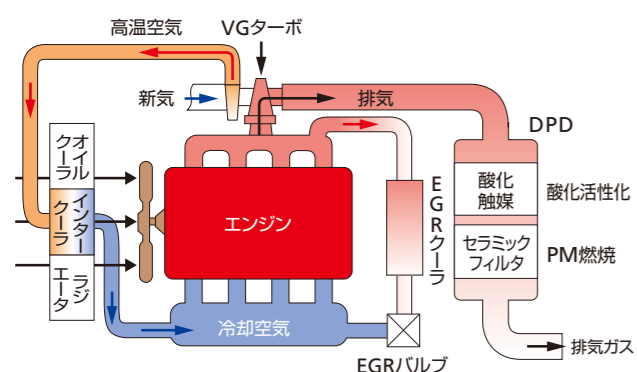 高温空気
VGターボ
新気
排気
DPD
オイル
クーラ
インター
クーラ
ラジ
エータ
エンジン
EGRクーラ
酸化
触媒
酸化活性化
セラミック
フィルタ
PM燃焼
冷却空気
EGRバルブ
排気ガス